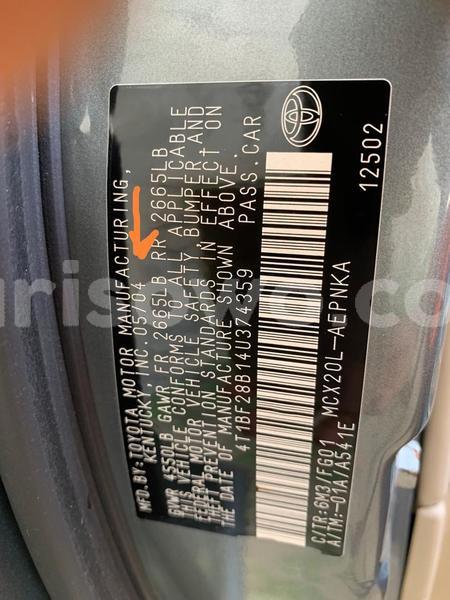 MFD.BY:TOYOTA MOTOR MANUFACTURING,
KENTUCKY, INC.05/04
GVWR 4550LB GAWR FR 2665LB RR 2665LB
THIS VEHICLE CONFORMS TO ALL APPLICABLE
FEDERAL MOTOR VEHICLE SAFETY BUMPER AND
THEFT PREVENTION STANDARDS IN EFFECT ON
THE DATE OF MANUFACTURE SHOWN ABOVE.
4T1BF28B14U374359 PASS.CAR
C/TR:6M3/FG01 MCX20L-AEPNKA
A/TM:-01A/A541E
12502